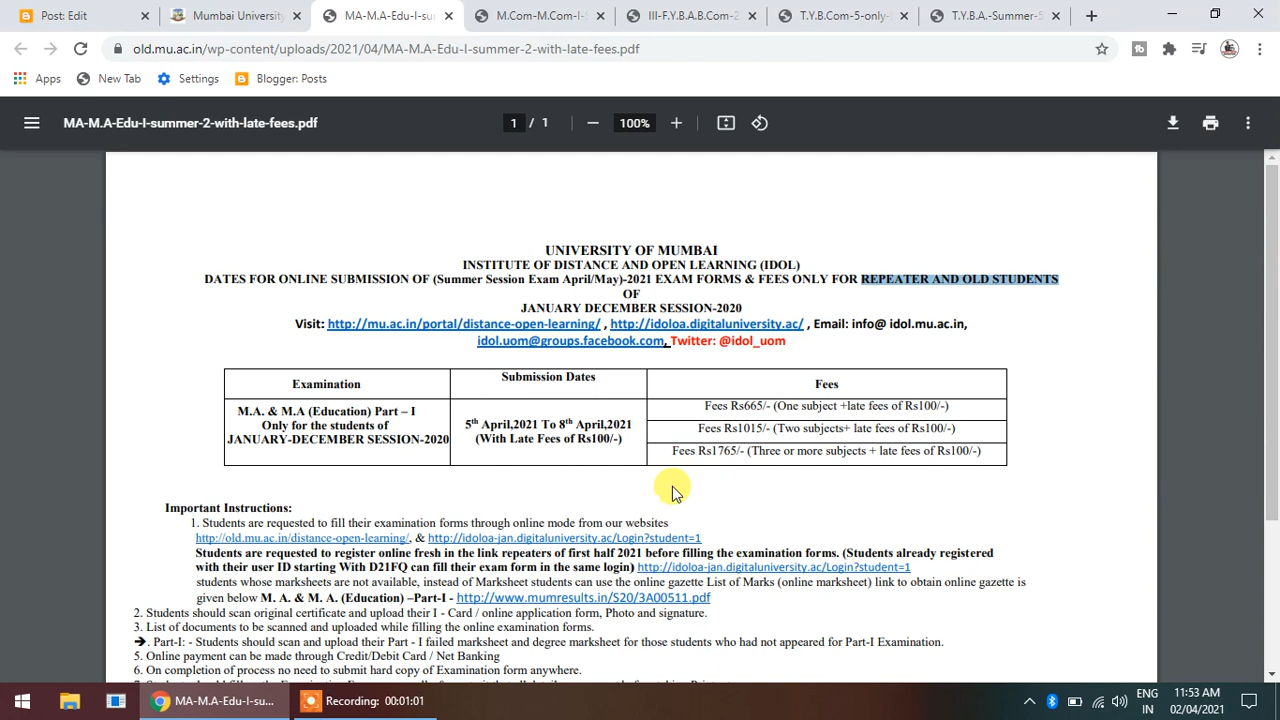 Post: Edit
Mumbai University
MA-M.A-Edu-I-su
M.Com-M.Com-I-S
III-F.Y.B.A.B.Com-2
T.Y.B.Com-5-only-
T.Y.B.A.-Summer-5
old.mu.ac.in/wp-content/uploads/2021/04/MA-M.A-Edu-I-summer-2-with-late-fees.pdf
Apps
New Tab
Settings
Blogger: Posts
MA-M.A-Edu-I-summer-2-with-late-fees.pdf
1 / 1
100%
UNIVERSITY OF MUMBAI
INSTITUTE OF DISTANCE AND OPEN LEARNING (IDOL)
DATES FOR ONLINE SUBMISSION OF (Summer Session Exam April/May)-2021 EXAM FORMS & FEES ONLY FOR REPEATER AND OLD STUDENTS
OF
JANUARY DECEMBER SESSION-2020
Visit: http://mu.ac.in/portal/distance-open-learning/ , http://idoloa.digitaluniversity.ac/ , Email: info@ idol.mu.ac.in,
idol.uom@groups.facebook.com, Twitter: @idol_uom
Examination
Submission Dates
Fees
M.A. & M.A (Education) Part – I
Only for the students of
JANUARY-DECEMBER SESSION-2020
5th April,2021 To 8th April,2021
(With Late Fees of Rs100/-)
Fees Rs665/- (One subject +late fees of Rs100/-)
Fees Rs1015/- (Two subjects+ late fees of Rs100/-)
Fees Rs1765/- (Three or more subjects + late fees of Rs100/-)
Important Instructions:
1. Students are requested to fill their examination forms through online mode from our websites
http://old.mu.ac.in/distance-open-learning/, & http://idoloa-jan.digitaluniversity.ac/Login?student=1
Students are requested to register online fresh in the link repeaters of first half 2021 before filling the examination forms. (Students already registered
with their user ID starting With D21FQ can fill their exam form in the same login) http://idoloa-jan.digitaluniversity.ac/Login?student=1
students whose marksheets are not available, instead of Marksheet students can use the online gazette List of Marks (online marksheet) link to obtain online gazette is
given below M. A. & M. A. (Education) –Part-I - http://www.mumresults.in/S20/3A00511.pdf
2. Students should scan original certificate and upload their I - Card / online application form, Photo and signature.
3. List of documents to be scanned and uploaded while filling the online examination forms.
➔. Part-I: - Students should scan and upload their Part - I failed marksheet and degree marksheet for those students who had not appeared for Part-I Examination.
5. Online payment can be made through Credit/Debit Card / Net Banking
6. On completion of process no need to submit hard copy of Examination form anywhere.
MA-M.A-Edu-I-su...
Recording: 00:01:01
ENG
IN
11:53 AM
02/04/2021